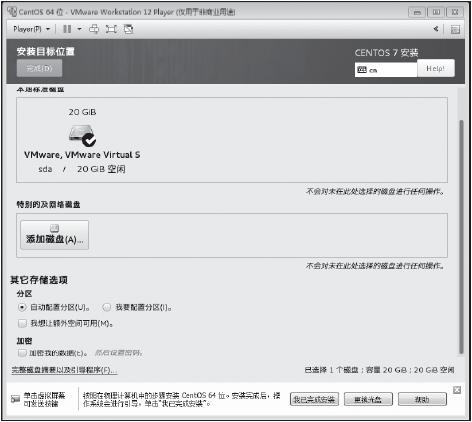 CentOS 64 位 - VMware Workstation 12 Player (仅用于非商业用途)
Player(P)
安装目标位置
CENTOS 7 安装
完成(D)
cn
Help!
本地标准磁盘
20 GiB
VMware, VMware Virtual S
sda / 20 GiB 空闲
不会对未在此处选择的磁盘进行任何操作。
特别的及网络磁盘
添加磁盘(A)...
不会对未在此处选择的磁盘进行任何操作。
其它存储选项
分区
自动配置分区(U)。 我要配置分区(I)。
我想让额外空间可用(M)。
加密
加密我的数据(E)。 然后设置密码。
完整磁盘摘要以及引导程序(F)...
已选择 1 个磁盘；容量 20 GiB；20 GiB 空闲
单击虚拟屏幕
可发送按键
按照在物理计算机中的步骤安装 CentOS 64 位。安装完成后，操
作系统会进行引导，单击“我已完成安装”。
我已完成安装
更换光盘
帮助